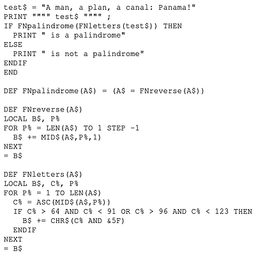 test$ = "A man, a plan, a canal: Panama!"
PRINT """" test$ """" ;
IF FNpalindrome(FNletters(test$)) THEN
  PRINT " is a palindrome"
ELSE
  PRINT " is not a palindrome"
ENDIF
END

DEF FNpalindrome(A$) = (A$ = FNreverse(A$))

DEF FNreverse(A$)
LOCAL B$, P%
FOR P% = LEN(A$) TO 1 STEP -1
  B$ += MID$(A$,P%,1)
NEXT
= B$

DEF FNletters(A$)
LOCAL B$, C%, P%
FOR P% = 1 TO LEN(A$)
  C% = ASC(MID$(A$,P%))
  IF C% > 64 AND C% < 91 OR C% > 96 AND C% < 123 THEN
    B$ += CHR$(C% AND &5F)
  ENDIF
NEXT
= B$